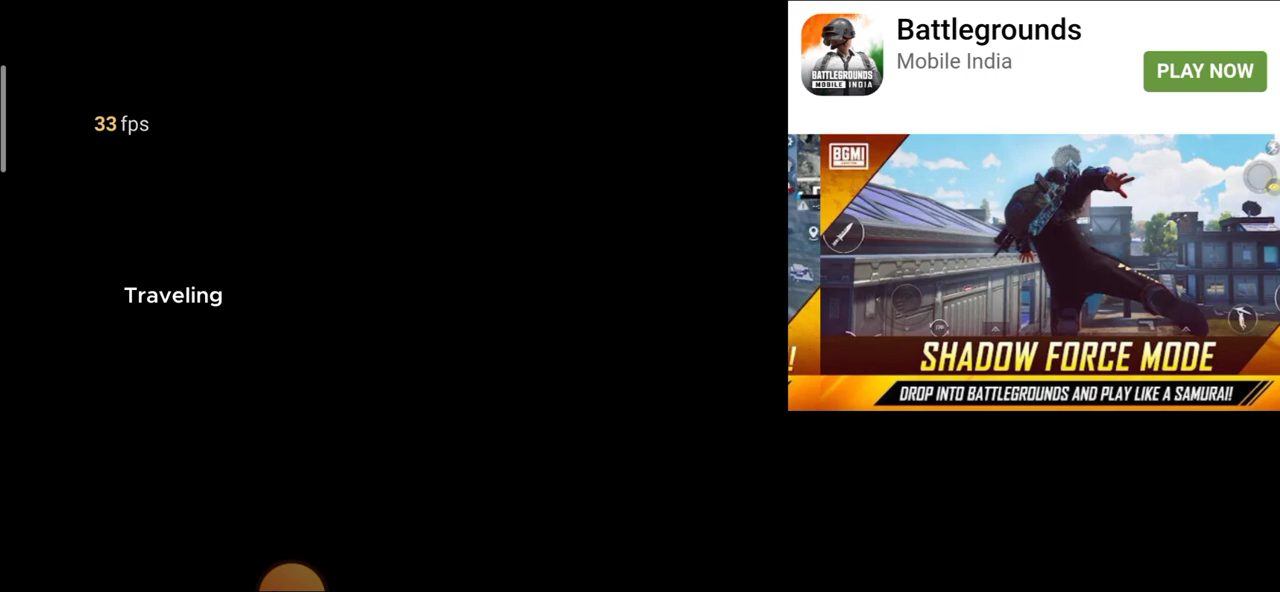 33 fps
Traveling
Battlegrounds
Mobile India
PLAY NOW
BATTLEGROUNDS
MOBILE INDIA
BGMI
SHADOW FORCE MODE
DROP INTO BATTLEGROUNDS AND PLAY LIKE A SAMURAI!